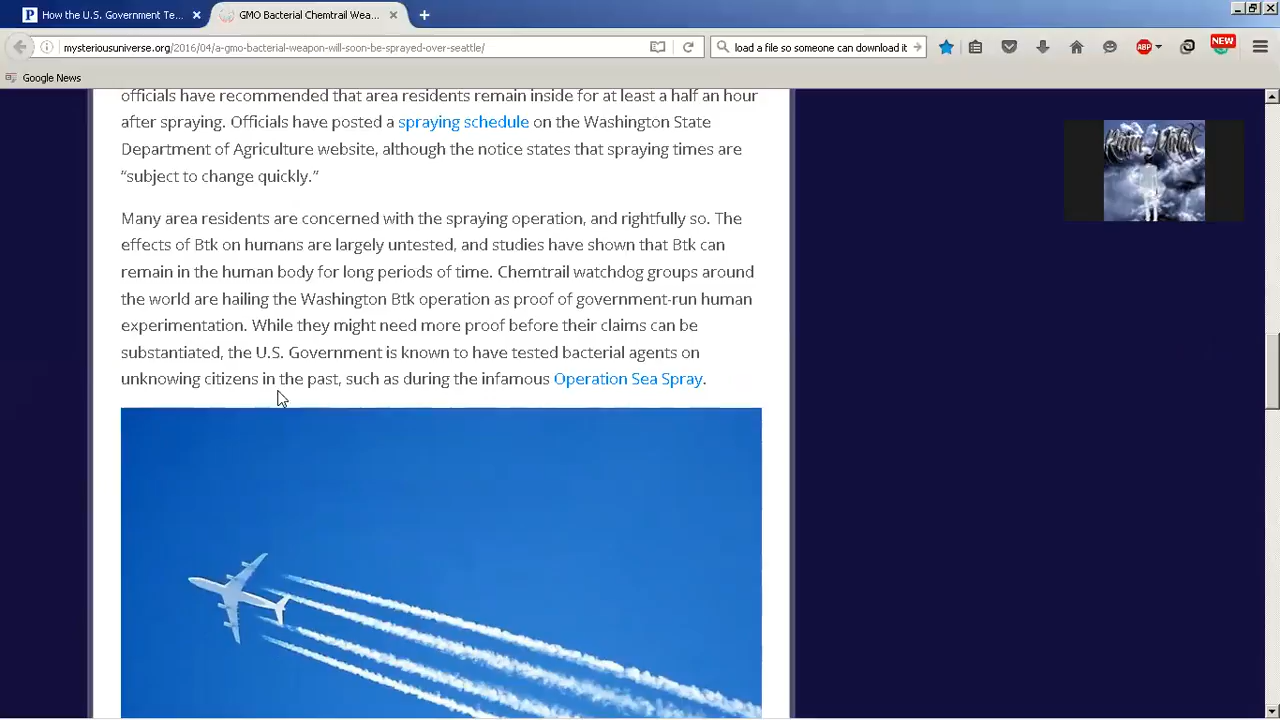 How the U.S. Government Te...
GMO Bacterial Chemtrail Wea...
mysteriousuniverse.org/2016/04/a-gmo-bacterial-weapon-will-soon-be-sprayed-over-seattle/
load a file so someone can download it
ABP
NEW
Google News
officials have recommended that area residents remain inside for at least a half an hour
after spraying. Officials have posted a spraying schedule on the Washington State
Department of Agriculture website, although the notice states that spraying times are
“subject to change quickly.”
Many area residents are concerned with the spraying operation, and rightfully so. The
effects of Btk on humans are largely untested, and studies have shown that Btk can
remain in the human body for long periods of time. Chemtrail watchdog groups around
the world are hailing the Washington Btk operation as proof of government-run human
experimentation. While they might need more proof before their claims can be
substantiated, the U.S. Government is known to have tested bacterial agents on
unknowing citizens in the past, such as during the infamous Operation Sea Spray.